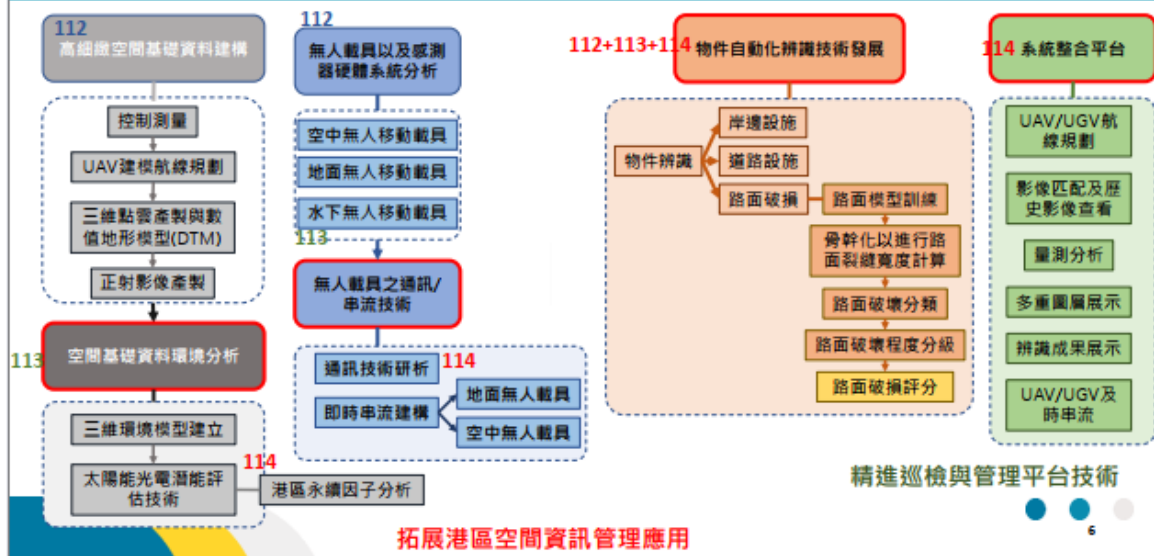 112
高細緻空間基礎資料建構
控制測量
UAV建模航線規劃
三維點雲產製與數
值地形模型(DTM)
正射影像產製
113
空間基礎資料環境分析
三維環境模型建立
太陽能光電潛能評
估技術
114
港區永續因子分析
112
無人載具以及感測
器硬體系統分析
空中無人移動載具
地面無人移動載具
水下無人移動載具
113
無人載具之通訊/
串流技術
通訊技術研析
114
即時串流建構
地面無人載具
空中無人載具
112+113+114
物件自動化辨識技術發展
物件辨識
岸邊設施
道路設施
路面破損
路面模型訓練
骨幹化以進行路
面裂縫寬度計算
路面破壞分類
路面破壞程度分級
路面破損評分
114
系統整合平台
UAV/UGV航
線規劃
影像匹配及歷
史影像查看
量測分析
多重圖層展示
辨識成果展示
UAV/UGV及
時串流
精進巡檢與管理平台技術
拓展港區空間資訊管理應用
6